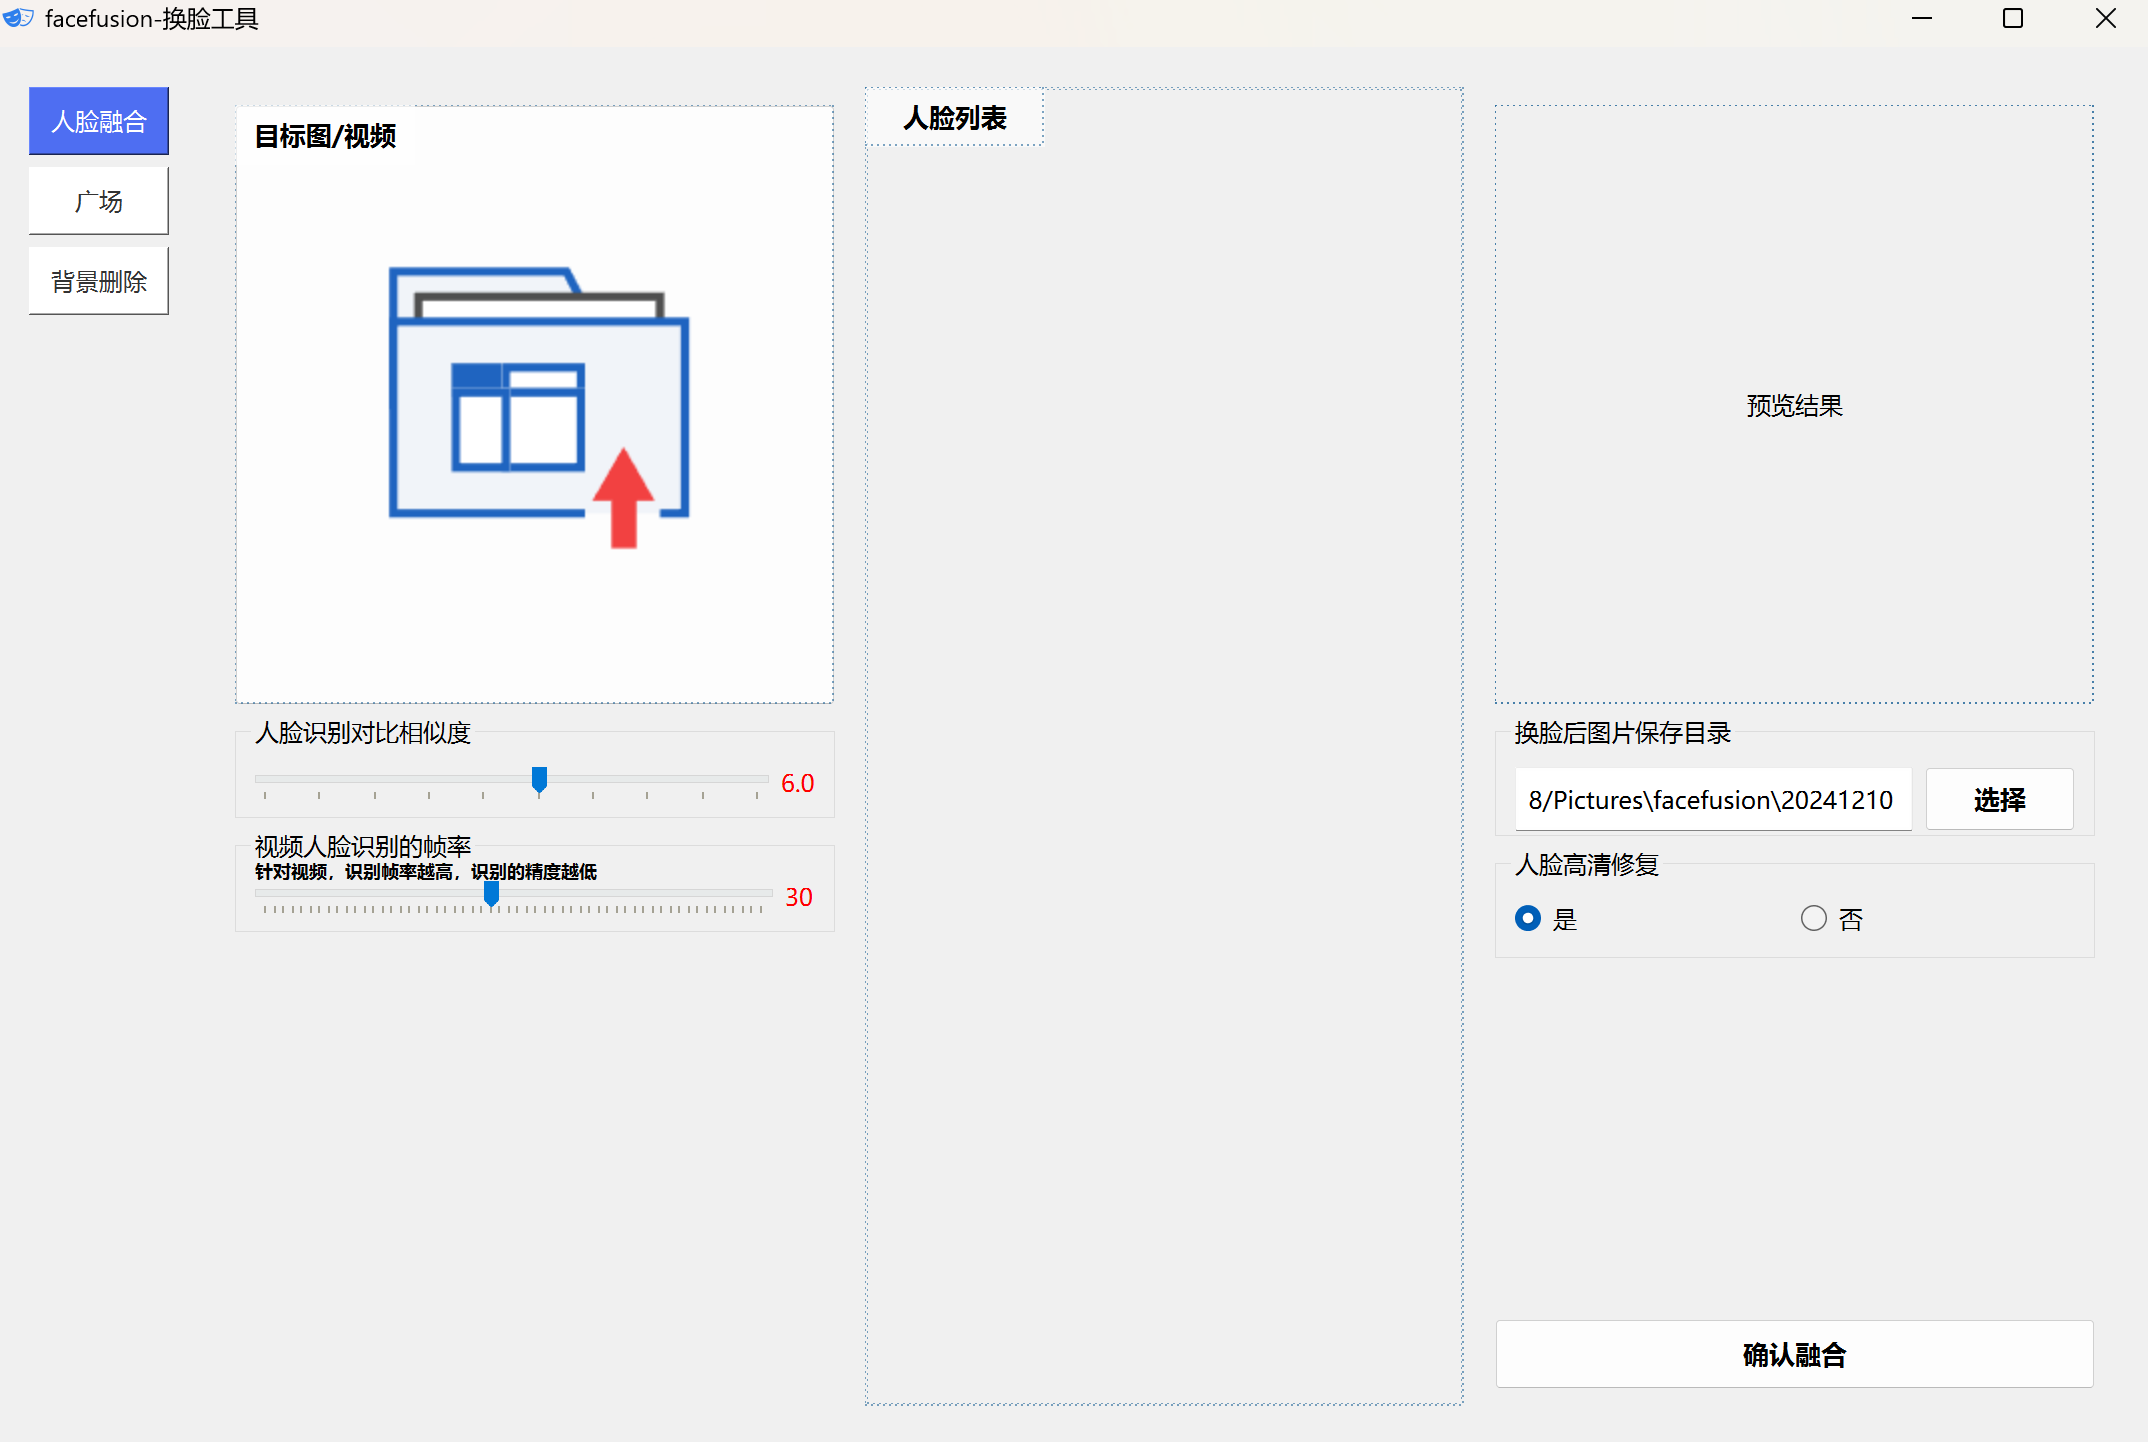 facefusion-换脸工具
人脸融合
广场
背景删除
目标图/视频
人脸识别对比相似度
6.0
视频人脸识别的帧率
针对视频，识别帧率越高，识别的精度越低
30
人脸列表
预览结果
换脸后图片保存目录
8/Pictures\facefusion\20241210
选择
人脸高清修复
是
否
确认融合